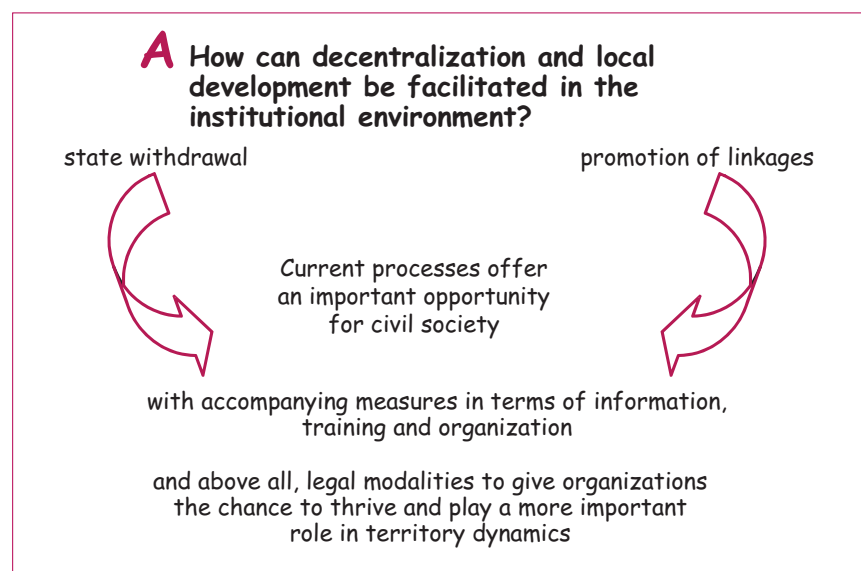 A How can decentralization and local
development be facilitated in the
institutional environment?
state withdrawal
promotion of linkages
Current processes offer
an important opportunity
for civil society
with accompanying measures in terms of information,
training and organization
and above all, legal modalities to give organizations
the chance to thrive and play a more important
role in territory dynamics